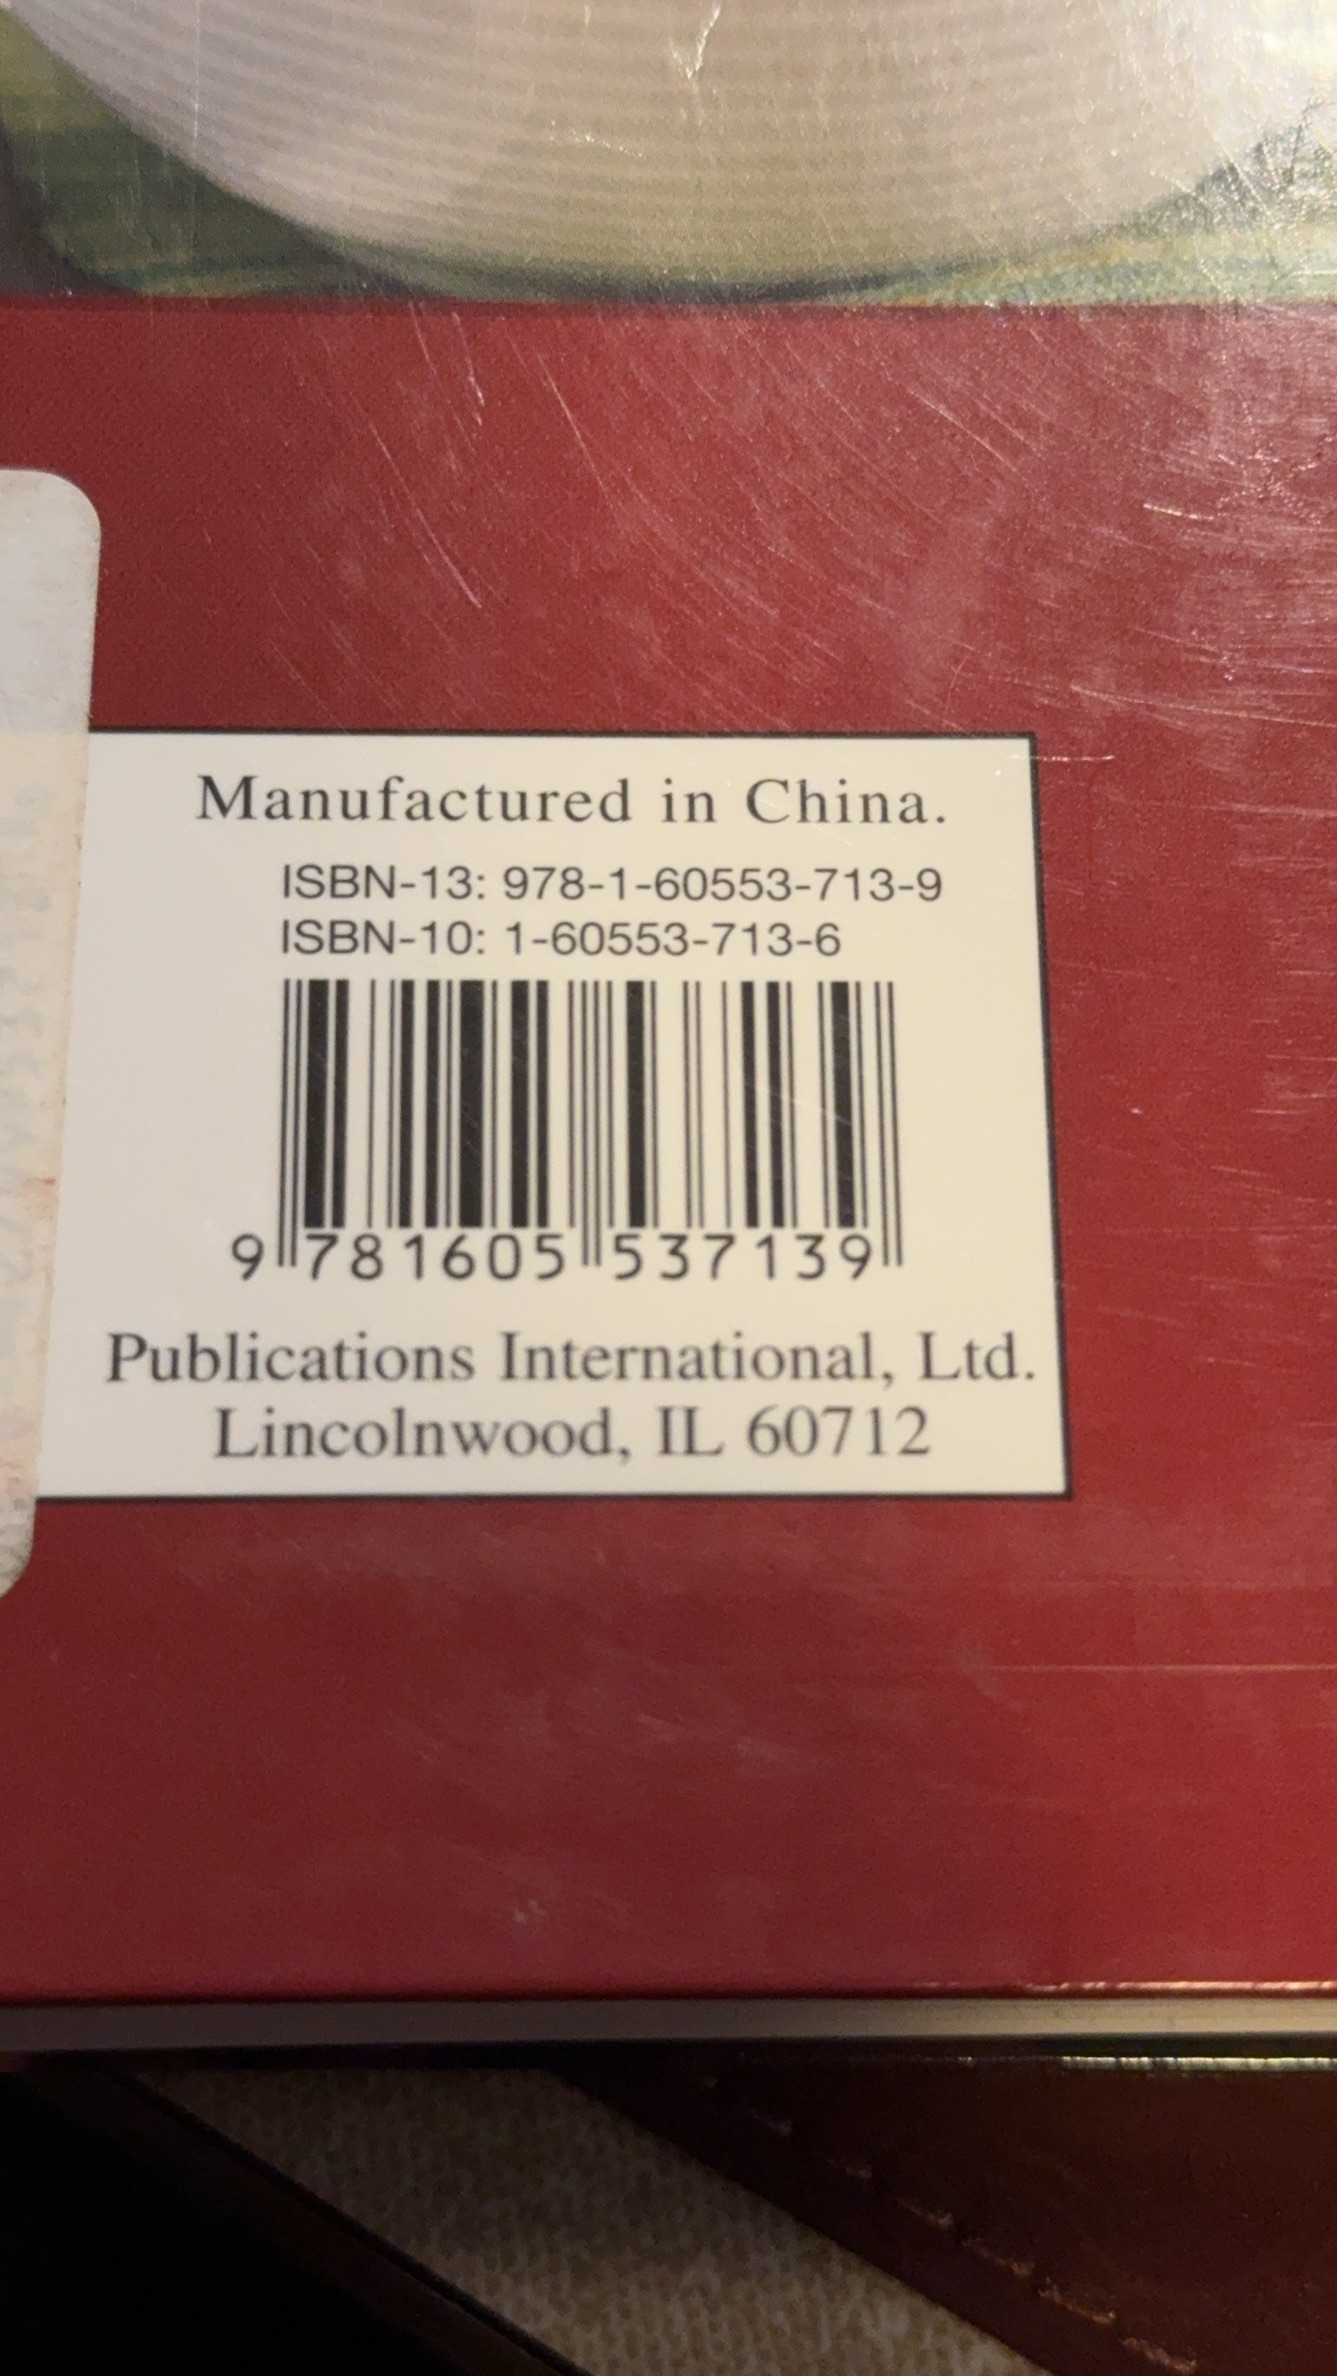 Manufactured in China.
ISBN-13: 978-1-60553-713-9
ISBN-10: 1-60553-713-6
9 781605 537139
Publications International, Ltd.
Lincolnwood, IL 60712